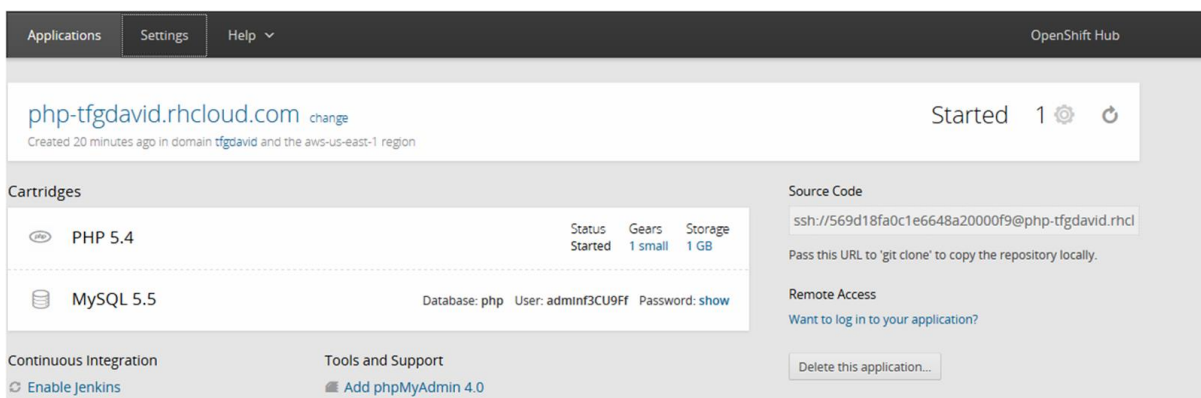 Applications Settings Help OpenShift Hub
php-tfgdavid.rhcloud.com change
Started 1
Created 20 minutes ago in domain tfgdavid and the aws-us-east-1 region
Cartridges
php PHP 5.4
Status Gears Storage
Started 1 small 1 GB
MySQL 5.5
Database: php User: adminf3CU9Ff Password: show
Source Code
ssh://569d18fa0c1e6648a20000f9@php-tfgdavid.rhcl
Pass this URL to 'git clone' to copy the repository locally.
Remote Access
Want to log in to your application?
Delete this application...
Continuous Integration
Enable Jenkins
Tools and Support
Add phpMyAdmin 4.0